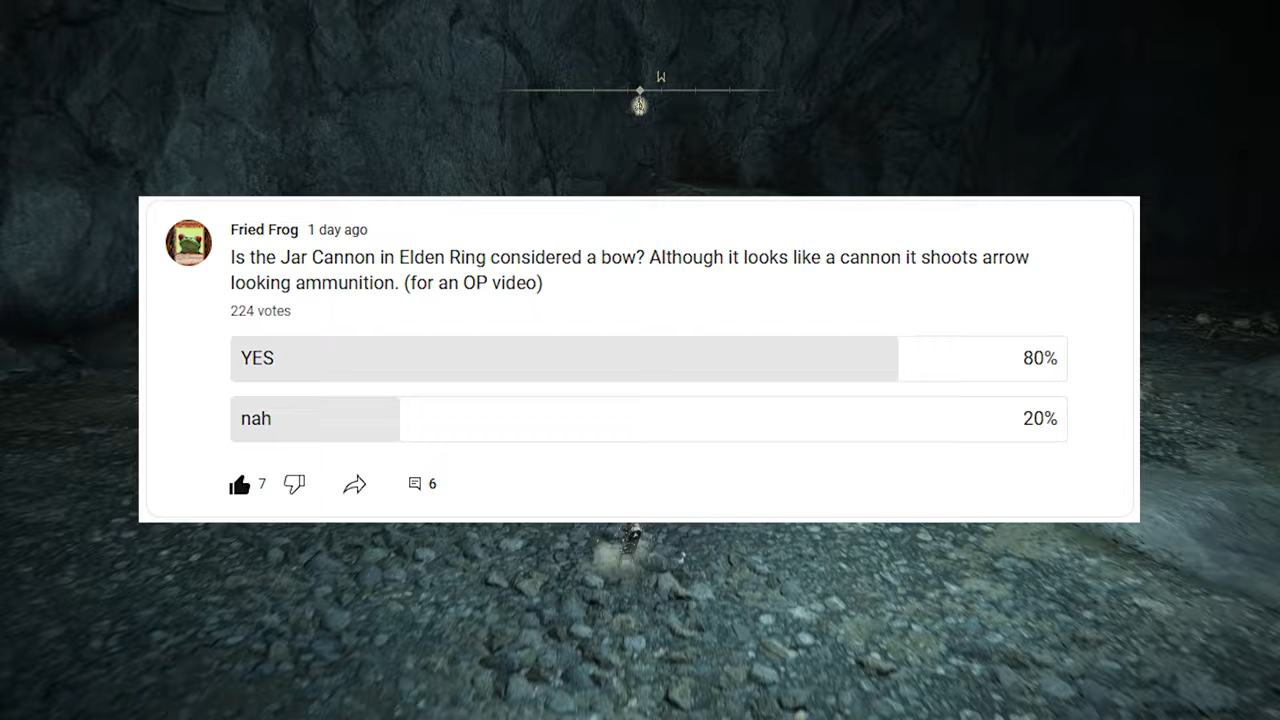 W
Fried Frog 1 day ago
Is the Jar Cannon in Elden Ring considered a bow? Although it looks like a cannon it shoots arrow
looking ammunition. (for an OP video)
224 votes
YES 80%
nah 20%
7 6